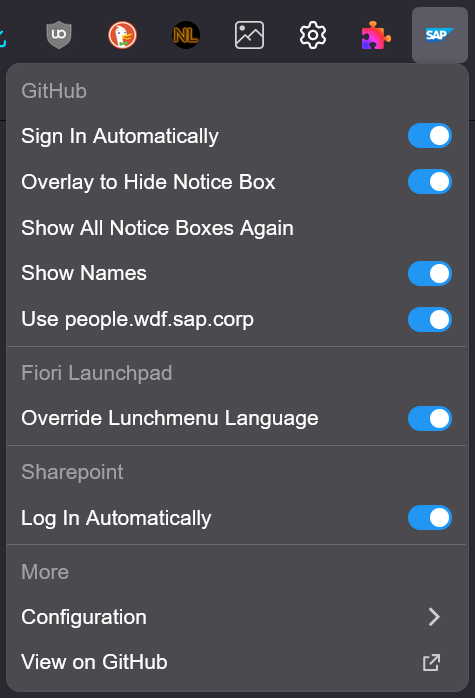 UO
NL
SAP
GitHub
Sign In Automatically
Overlay to Hide Notice Box
Show All Notice Boxes Again
Show Names
Use people.wdf.sap.corp
Fiori Launchpad
Override Lunchmenu Language
Sharepoint
Log In Automatically
More
Configuration
View on GitHub